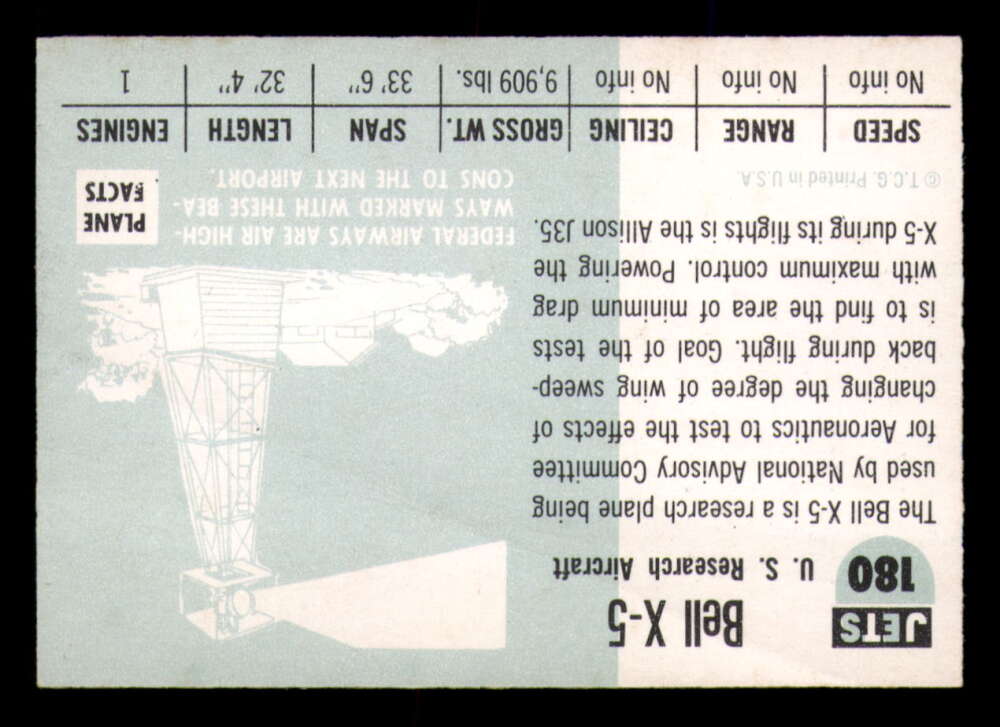 JETS
180
Bell X-5
U. S. Research Aircraft
The Bell X-5 is a research plane being
used by National Advisory Committee
for Aeronautics to test the effects of
changing the degree of wing sweep-
back during flight. Goal of the tests
is to find the area of minimum drag
with maximum control. Powering the
X-5 during its flights is the Allison J35.
© T.C.G. Printed in U.S.A
FEDERAL AIRWAYS ARE AIR HIGH-
WAYS MARKED WITH THESE BEA-
CONS TO THE NEXT AIRPORT.
PLANE
FACTS
SPEED RANGE CEILING GROSS WT. SPAN LENGTH ENGINES
No info No info No info 9,909 lbs. 33' 6" 32' 4" 1